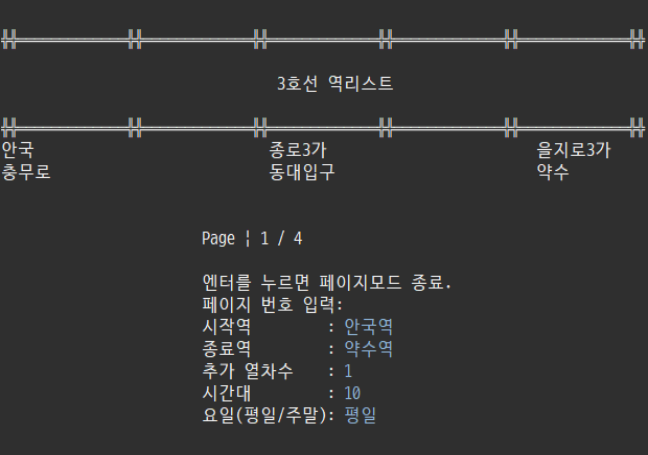 3호선 역리스트
안국 종로3가 을지로3가
충무로 동대입구 약수
Page ¦ 1 / 4
엔터를 누르면 페이지모드 종료.
페이지 번호 입력:
시작역 : 안국역
종료역 : 약수역
추가 열차수 : 1
시간대 : 10
요일(평일/주말): 평일